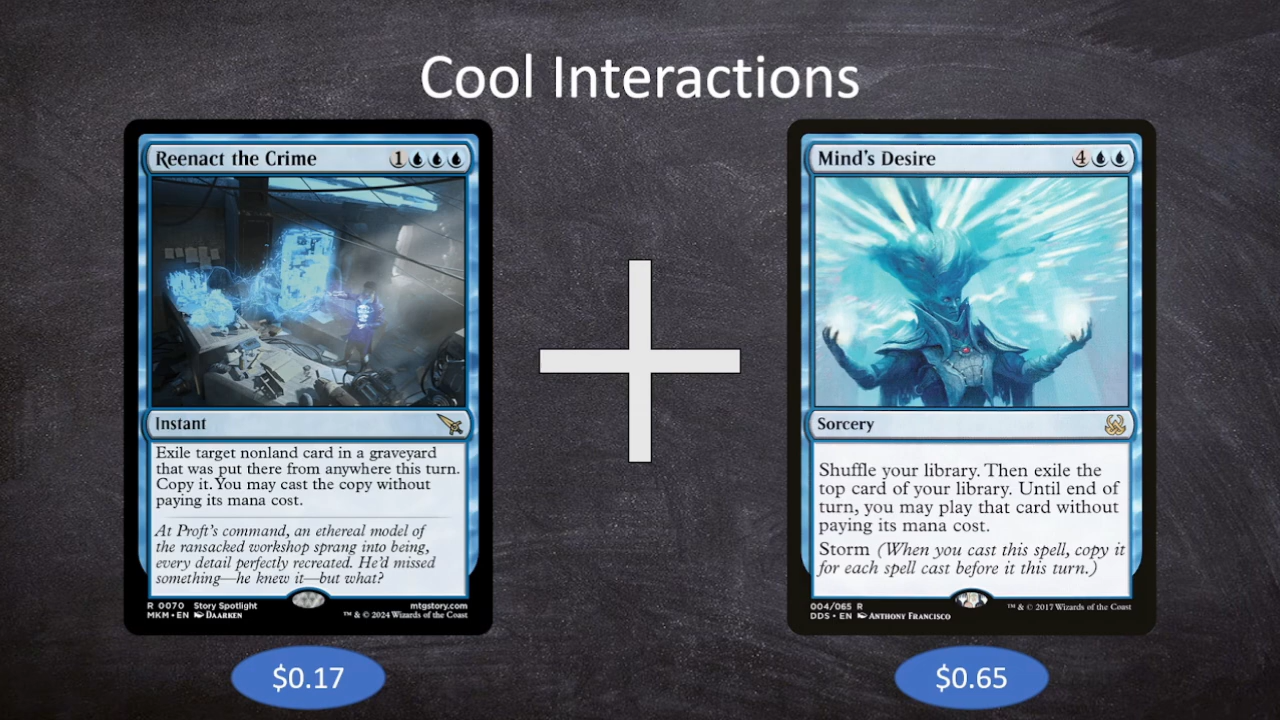 Cool Interactions
Reenact the Crime 1
Instant
Exile target nonland card in a graveyard
that was put there from anywhere this turn.
Copy it. You may cast the copy without
paying its mana cost.
At Proft's command, an ethereal model of
the ransacked workshop sprang into being,
every detail perfectly recreated. He'd missed
something—he knew it—but what?
R 0070 Story Spotlight mtgstory.com
MKM • EN DAARKEN ™ & © 2024 Wizards of the Coast
$0.17
Mind's Desire 4
Sorcery
Shuffle your library. Then exile the
top card of your library. Until end of
turn, you may play that card without
paying its mana cost.
Storm (When you cast this spell, copy it
for each spell cast before it this turn.)
004/065 R ™ & © 2017 Wizards of the Coast
DDS • EN ANTHONY FRANCISCO
$0.65